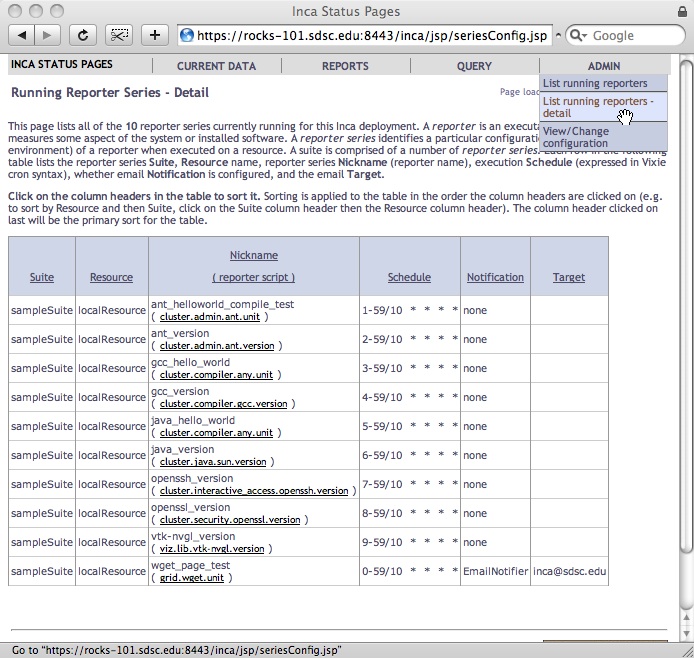 Inca Status Pages
https://rocks-101.sdsc.edu:8443/inca/jsp/seriesConfig.jsp
Google
INCA STATUS PAGES CURRENT DATA REPORTS QUERY ADMIN
List running reporters
List running reporters -
detail
View/Change
configuration
Running Reporter Series - Detail
Page load
This page lists all of the 10 reporter series currently running for this Inca deployment. A reporter is an
measures some aspect of the system or installed software. A reporter series identifies a particular
environment) of a reporter when executed on a resource. A suite is comprised of a number of reporter series. Each row in the following
table lists the reporter series Suite, Resource name, reporter series Nickname (reporter name), execution Schedule (expressed in Vixie
cron syntax), whether email Notification is configured, and the email Target.
Click on the column headers in the table to sort it. Sorting is applied to the table in the order the column headers are clicked on (e.g.
to sort by Resource and then Suite, click on the Suite column header then the Resource column header). The column header clicked on
last will be the primary sort for the table.
Nickname
Suite Resource ( reporter script ) Schedule Notification Target
ant_helloworld_compile_test
sampleSuite localResource ( cluster.admin.ant.unit ) 1-59/10 * * * * none
ant_version
sampleSuite localResource ( cluster.admin.ant.version ) 2-59/10 * * * * none
gcc_hello_world
sampleSuite localResource ( cluster.compiler.any.unit ) 3-59/10 * * * * none
gcc_version
sampleSuite localResource ( cluster.compiler.gcc.version ) 4-59/10 * * * * none
java_hello_world
sampleSuite localResource ( cluster.compiler.any.unit ) 5-59/10 * * * * none
java_version
sampleSuite localResource ( cluster.java.sun.version ) 6-59/10 * * * * none
openssh_version
sampleSuite localResource ( cluster.interactive_access.openssh.version ) 7-59/10 * * * * none
openssl_version
sampleSuite localResource ( cluster.security.openssl.version ) 8-59/10 * * * * none
vtk-nvgl_version
sampleSuite localResource ( viz.lib.vtk-nvgl.version ) 9-59/10 * * * * none
wget_page_test
sampleSuite localResource ( grid.wget.unit ) 0-59/10 * * * * EmailNotifier inca@sdsc.edu
Go to "https://rocks-101.sdsc.edu:8443/inca/jsp/seriesConfig.jsp"